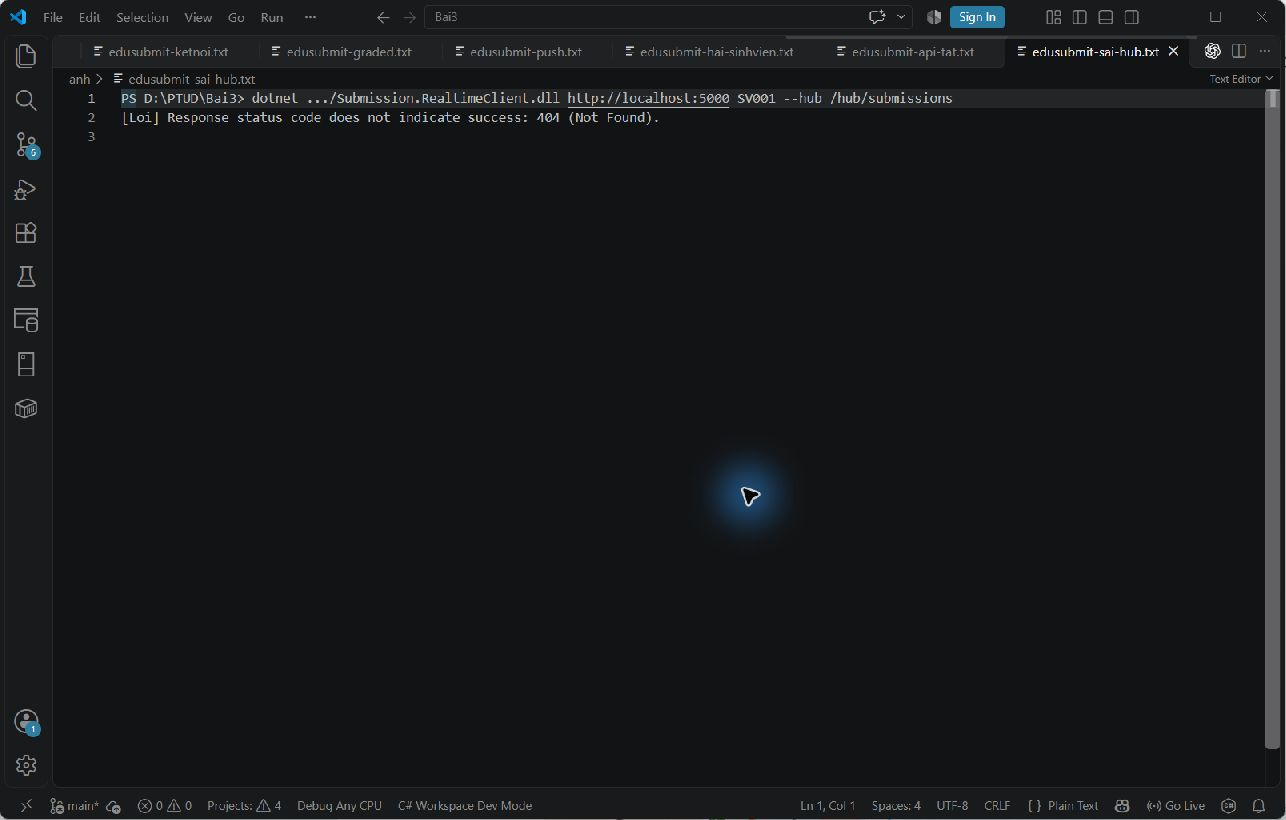 File Edit Selection View Go Run ··· Bai3 Sign In
edusubmit-ketnoi.txt edusubmit-graded.txt edusubmit-push.txt edusubmit-hai-sinhvien.txt edusubmit-api-tat.txt edusubmit-sai-hub.txt
anh > edusubmit-sai-hub.txt Text Editor
1 PS D:\PTUD\Bai3> dotnet .../Submission.RealtimeClient.dll http://localhost:5000 SV001 --hub /hub/submissions
2 [Loi] Response status code does not indicate success: 404 (Not Found).
3
6
1
main* 0 0 Projects: 4 Debug Any CPU C# Workspace Dev Mode Ln 1, Col 1 Spaces: 4 UTF-8 CRLF {} Plain Text Go Live